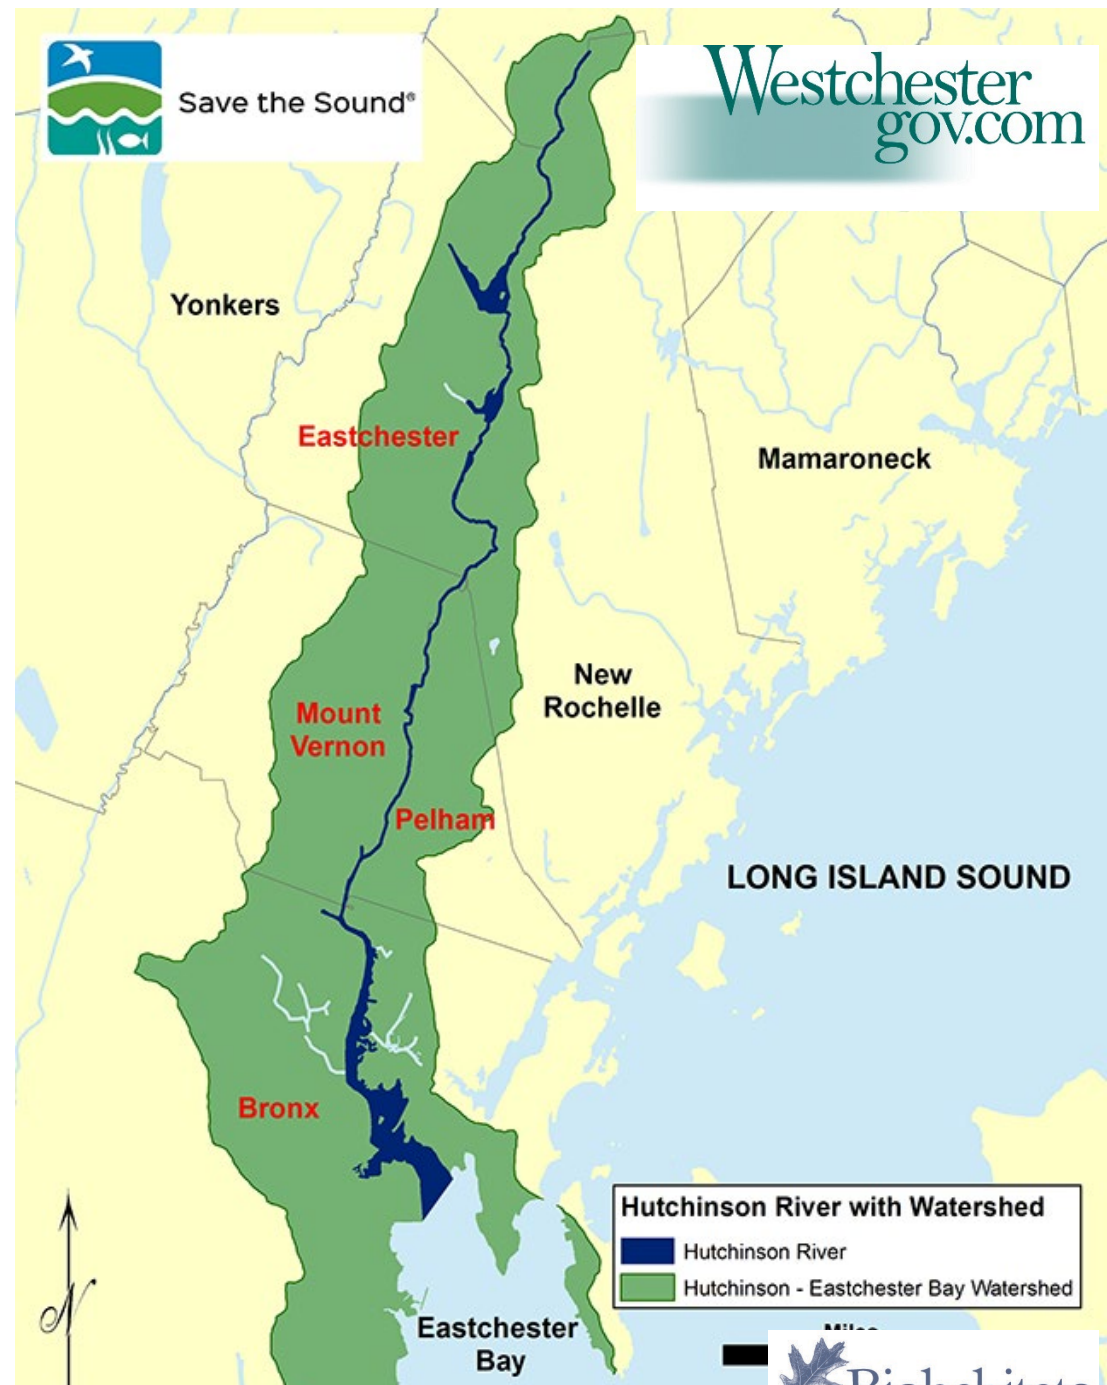 Save the Sound®
Westchester
gov.com
Yonkers
Eastchester
Mamaroneck
New
Rochelle
Mount
Vernon
Pelham
LONG ISLAND SOUND
Bronx
Hutchinson River with Watershed
Hutchinson River
Hutchinson - Eastchester Bay Watershed
Eastchester
Bay
N